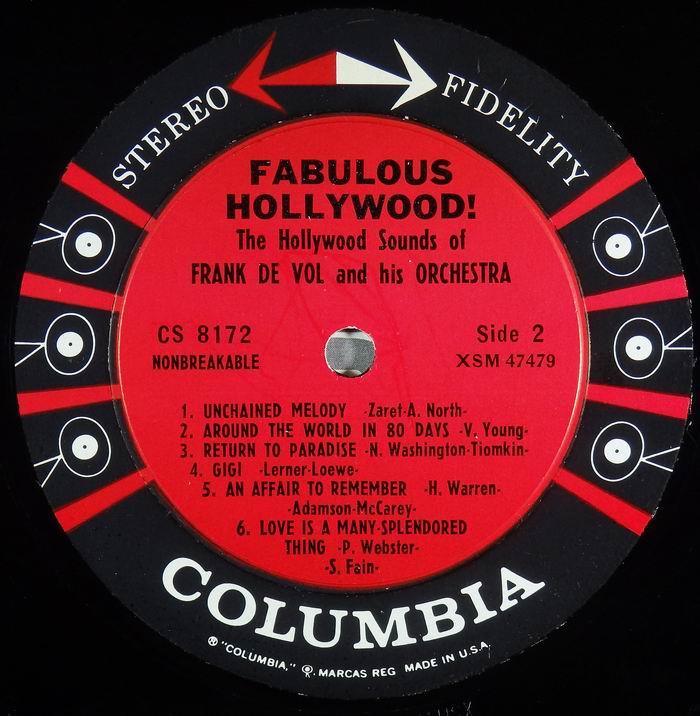 STEREO FIDELITY
FABULOUS
HOLLYWOOD!
The Hollywood Sounds of
FRANK DE VOL and his ORCHESTRA
CS 8172
NONBREAKABLE
Side 2
XSM 47479
1. UNCHAINED MELODY -Zaret-A. North-
2. AROUND THE WORLD IN 80 DAYS -V. Young-
3. RETURN TO PARADISE -N. Washington-Tiomkin-
4. GIGI -Lerner-Loewe-
5. AN AFFAIR TO REMEMBER -H. Warren-
-Adamson-McCarey-
6. LOVE IS A MANY-SPLENDORED
THING -P. Webster-
-S. Fain-
COLUMBIA
® "COLUMBIA," ® MARCAS REG MADE IN U.S.A.